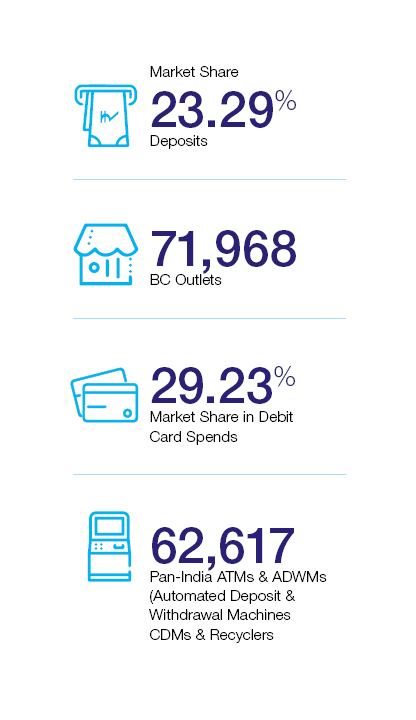 Market Share
23.29%
Deposits
71,968
BC Outlets
29.23%
Market Share in Debit
Card Spends
62,617
Pan-India ATMs & ADWMs
(Automated Deposit &
Withdrawal Machines
CDMs & Recyclers